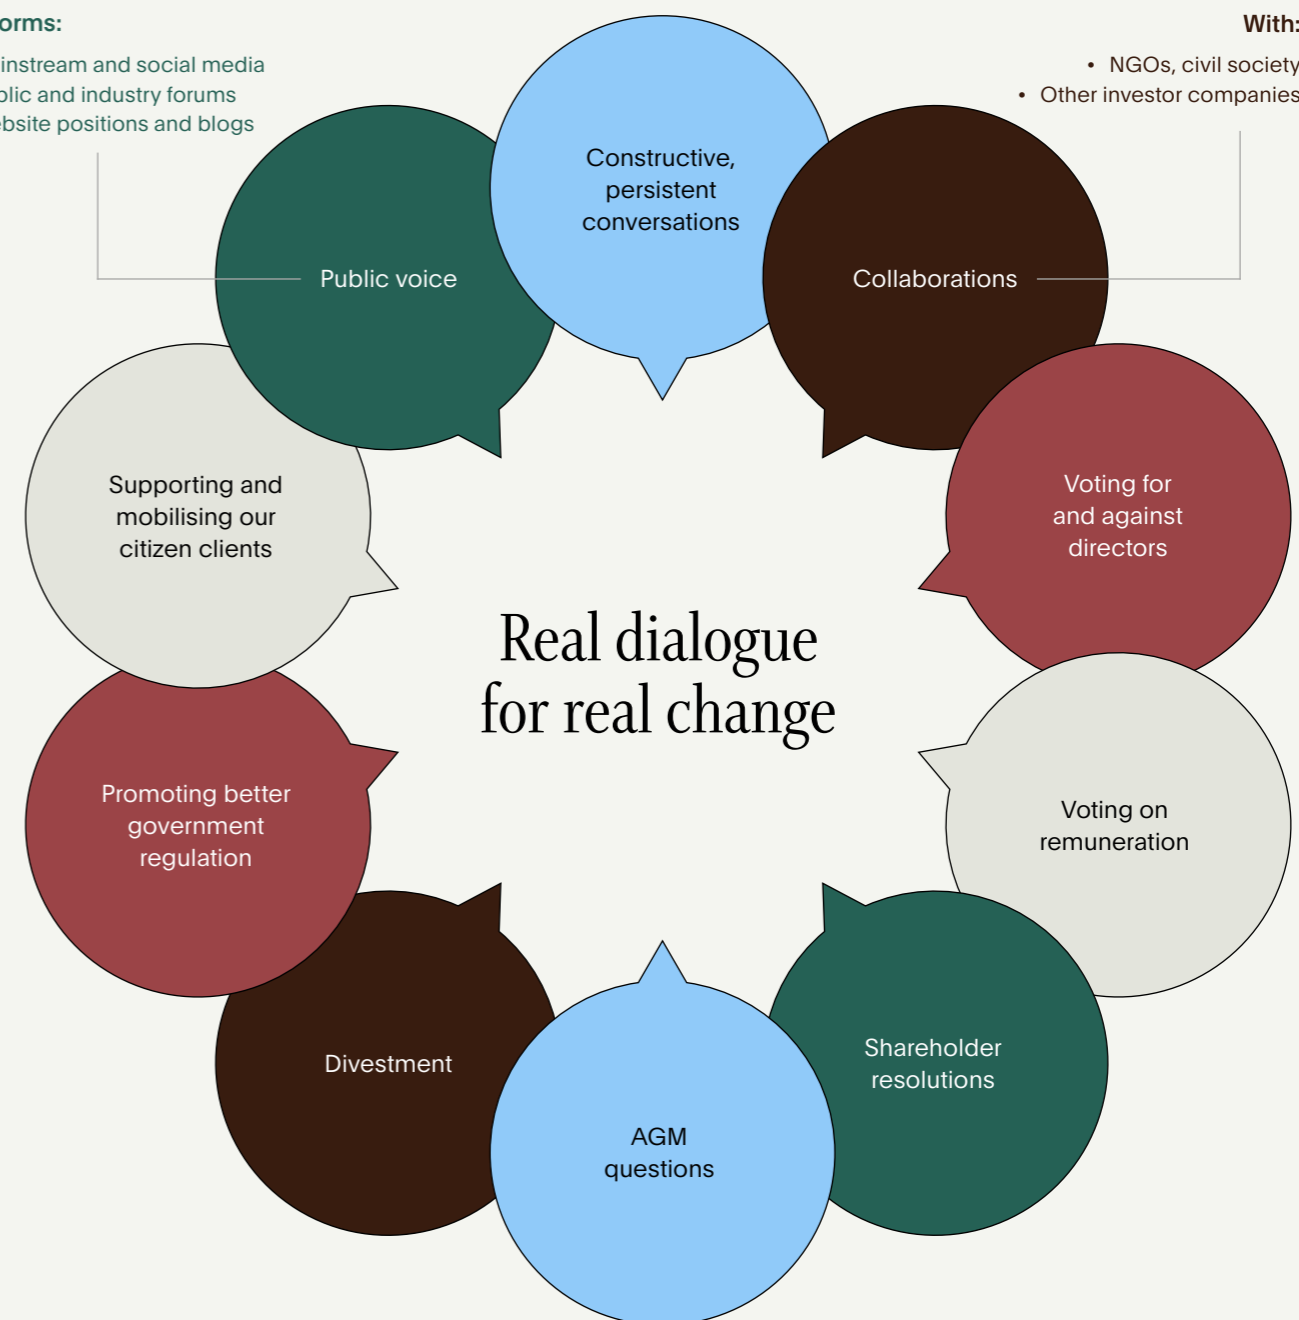 orms:
instream and social media
blic and industry forums
ebsite positions and blogs
With:
• NGOs, civil society
• Other investor companies
Constructive,
persistent
conversations
Public voice
Collaborations
Supporting and
mobilising our
citizen clients
Voting for
and against
directors
Real dialogue
for real change
Promoting better
government
regulation
Voting on
remuneration
Divestment
Shareholder
resolutions
AGM
questions